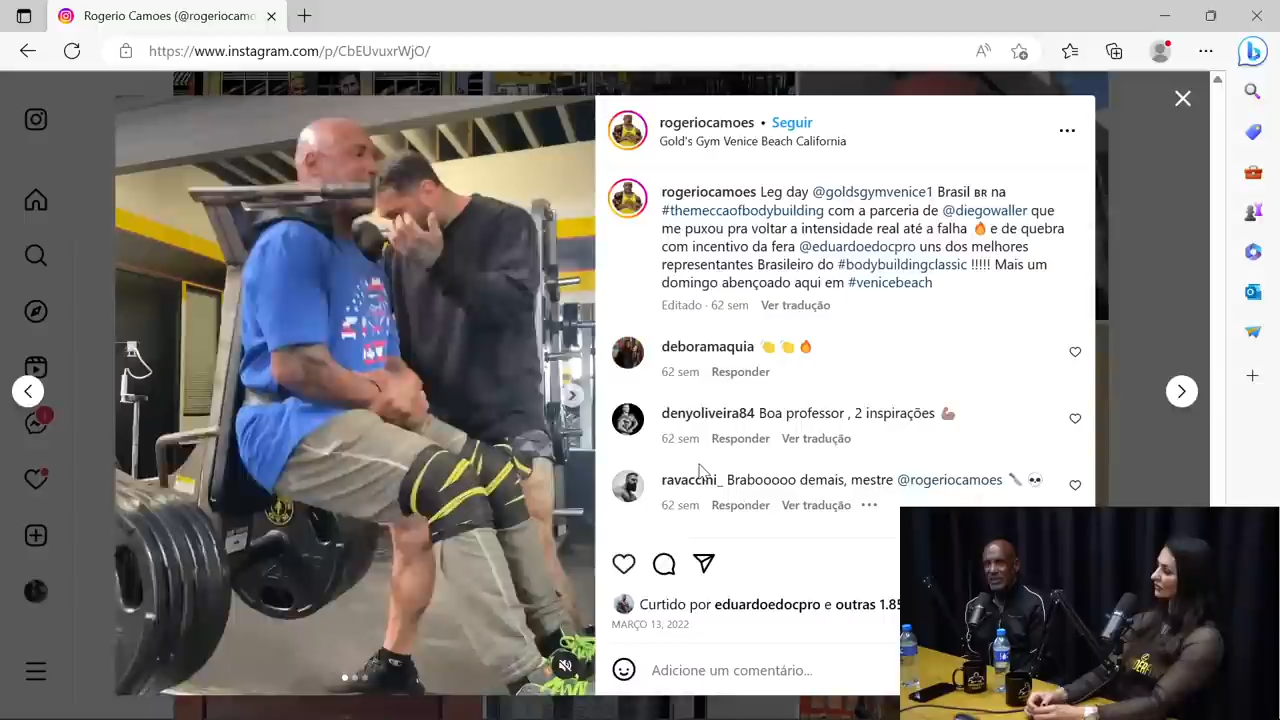 Rogerio Camoes (@rogeriocamo
https://www.instagram.com/p/CbEUvuxrWjO/
rogeriocamoes • Seguir
Gold's Gym Venice Beach California
rogeriocamoes Leg day @goldsgymvenice1 Brasil BR na
#themeccaofbodybuilding com a parceria de @diegowaller que
me puxou pra voltar a intensidade real até a falha 🔥 e de quebra
com incentivo da fera @eduardoedocpro uns dos melhores
representantes Brasileiro do #bodybuildingclassic !!!!! Mais um
domingo abençoado aqui em #venicebeach
Editado · 62 sem Ver tradução
deboramaquia 👏 👏 🔥
62 sem Responder
denyoliveira84 Boa professor , 2 inspirações 💪🏽
62 sem Responder Ver tradução
ravaccini_ Brabooooo demais, mestre @rogeriocamoes 🔪 💀
62 sem Responder Ver tradução
Curtido por eduardoedocpro e outras 1.85
MARÇO 13, 2022
Adicione um comentário...
1